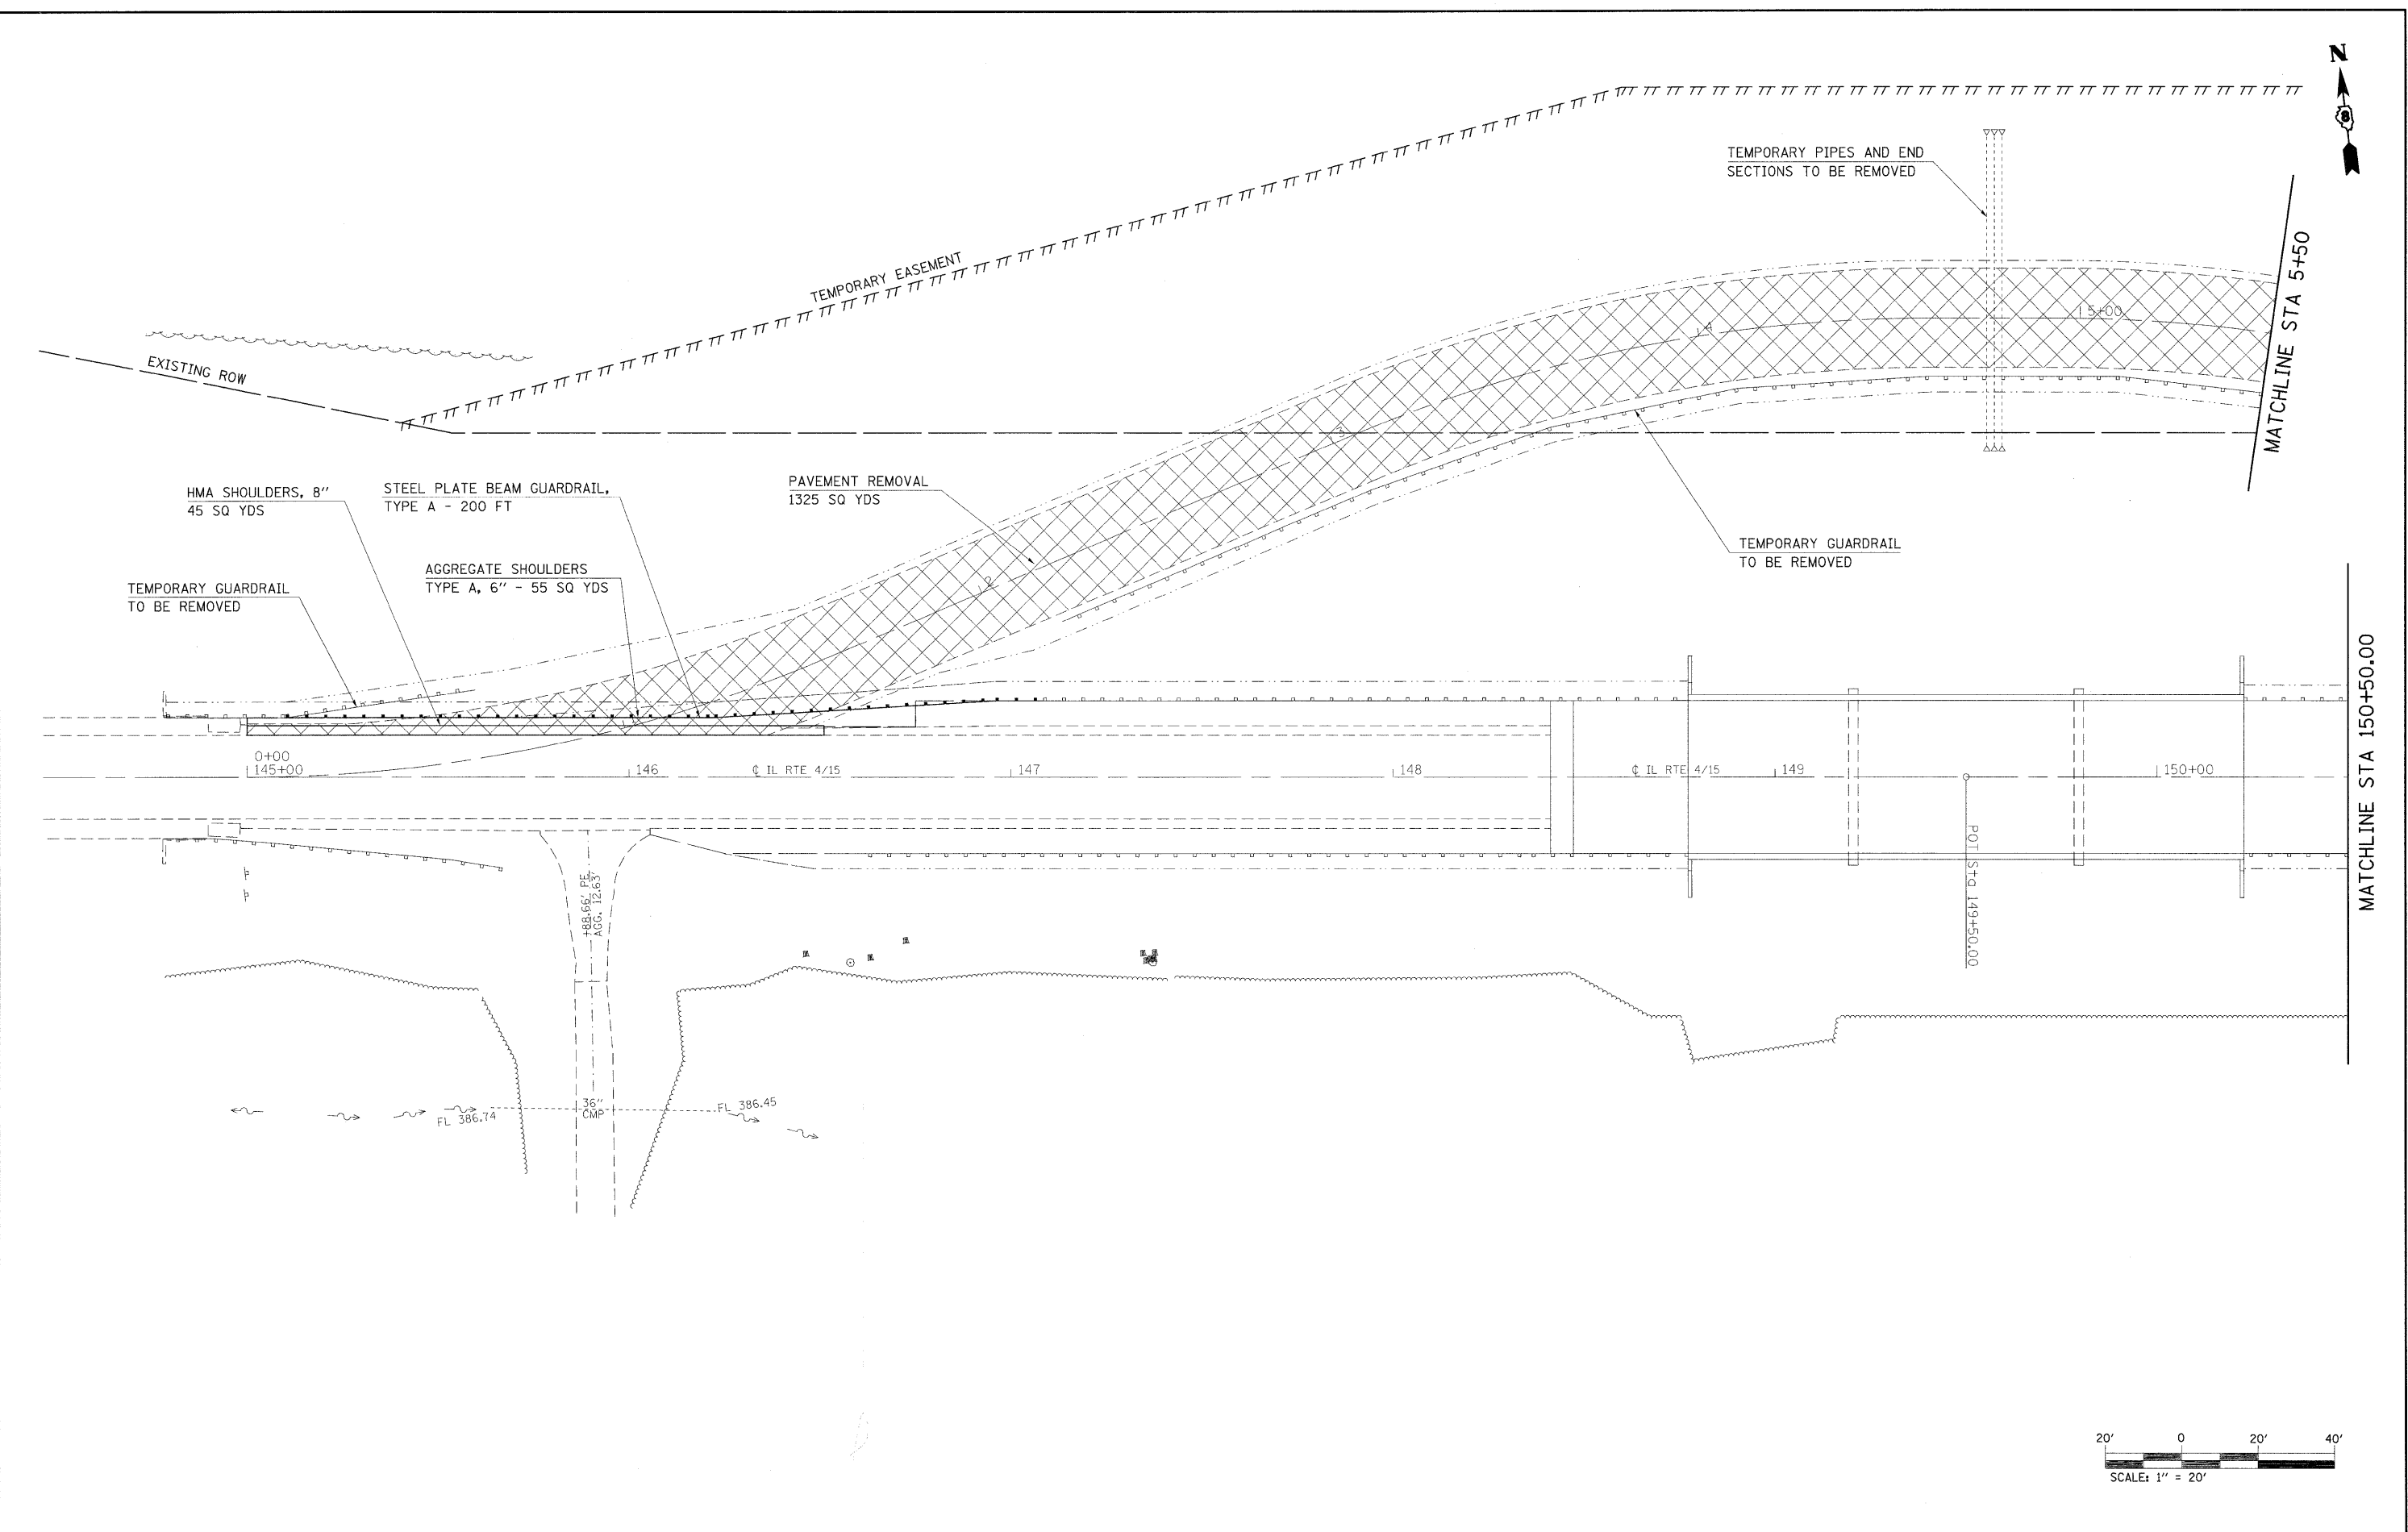 N
8
TEMPORARY PIPES AND END
SECTIONS TO BE REMOVED
MATCHLINE STA 5+50
TEMPORARY EASEMENT
EXISTING ROW
5+00
4
3
2
1
HMA SHOULDERS, 8"
45 SQ YDS
STEEL PLATE BEAM GUARDRAIL,
TYPE A - 200 FT
PAVEMENT REMOVAL
1325 SQ YDS
AGGREGATE SHOULDERS
TYPE A, 6" - 55 SQ YDS
TEMPORARY GUARDRAIL
TO BE REMOVED
TEMPORARY GUARDRAIL
TO BE REMOVED
MATCHLINE STA 150+50.00
0+00
145+00
146
℄ IL RTE 4/15
147
148
℄ IL RTE 4/15
149
150+00
POT Sta 149+50.00
+88.66' PE
AGG. 12.63'
36"
CMP
FL 386.74
FL 386.45
20' 0 20' 40'
SCALE: 1" = 20'